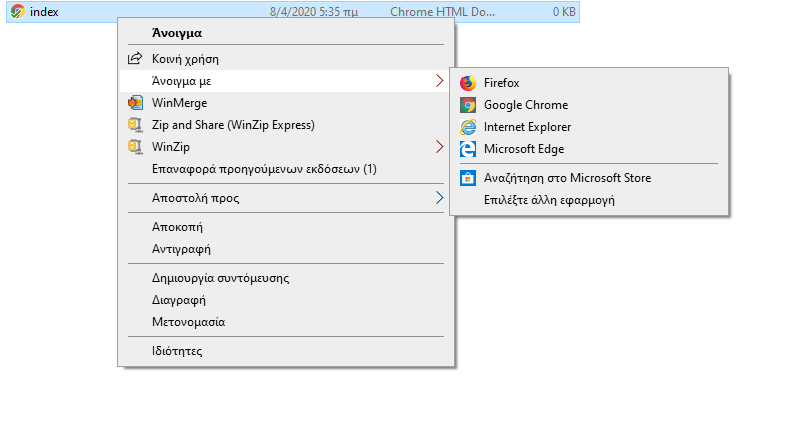 index 8/4/2020 5:35 πμ Chrome HTML Do... 0 KB
Άνοιγμα
Κοινή χρήση
Άνοιγμα με
WinMerge
Zip and Share (WinZip Express)
WinZip
Επαναφορά προηγούμενων εκδόσεων (1)
Αποστολή προς
Αποκοπή
Αντιγραφή
Δημιουργία συντόμευσης
Διαγραφή
Μετονομασία
Ιδιότητες
Firefox
Google Chrome
Internet Explorer
Microsoft Edge
Αναζήτηση στο Microsoft Store
Επιλέξτε άλλη εφαρμογή